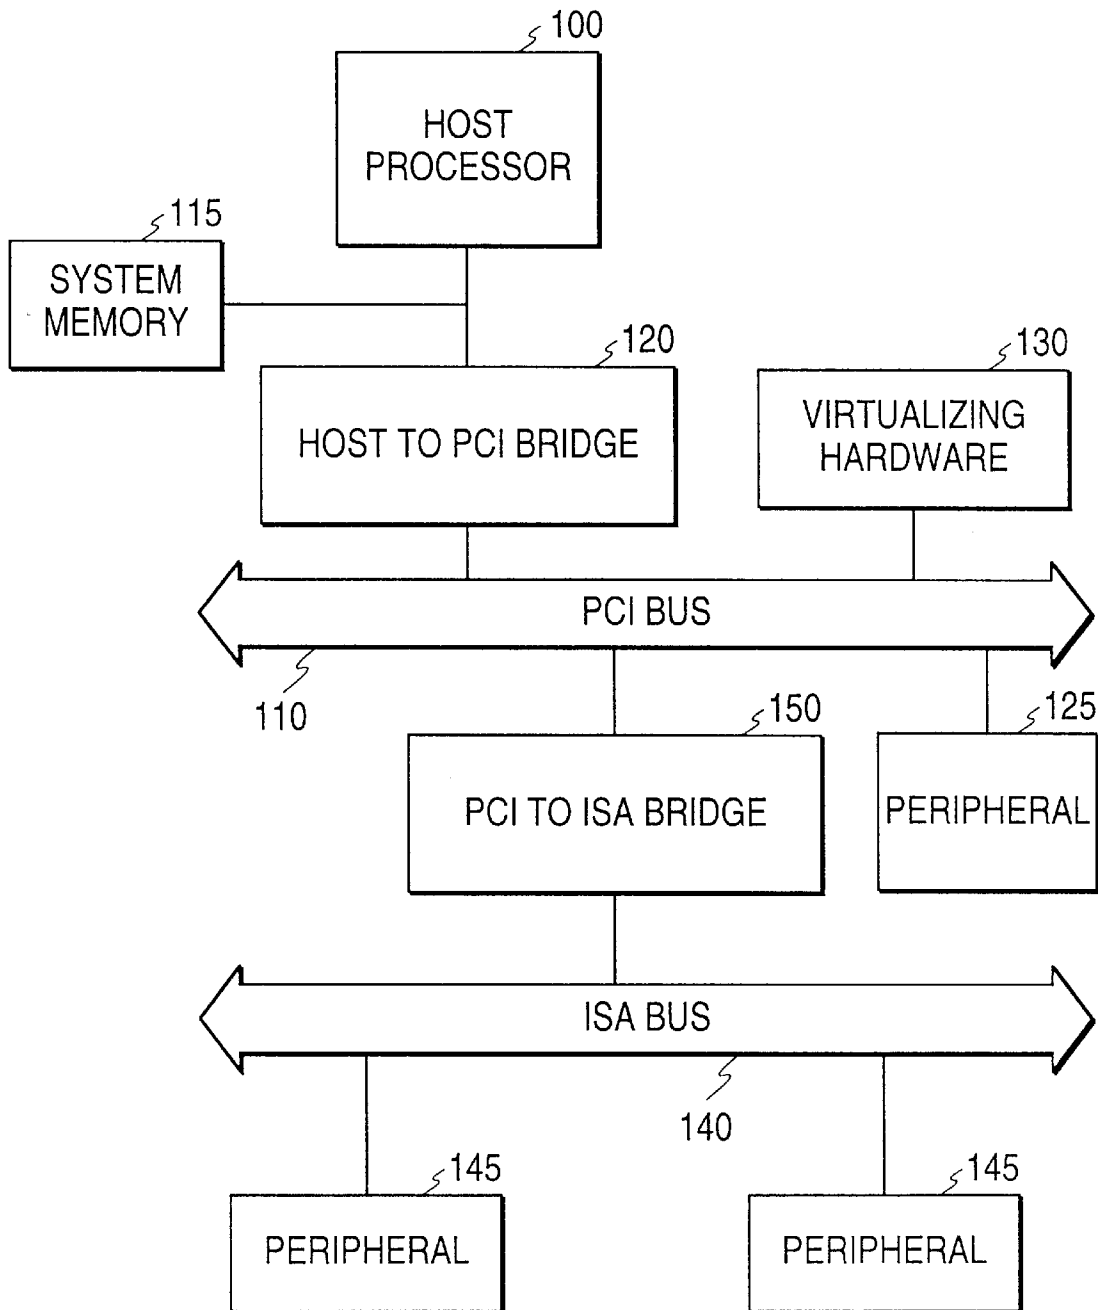 100
HOST
PROCESSOR
115
SYSTEM
MEMORY
120
HOST TO PCI BRIDGE
130
VIRTUALIZING
HARDWARE
PCI BUS
110
150
PCI TO ISA BRIDGE
125
PERIPHERAL
ISA BUS
140
145
PERIPHERAL
145
PERIPHERAL